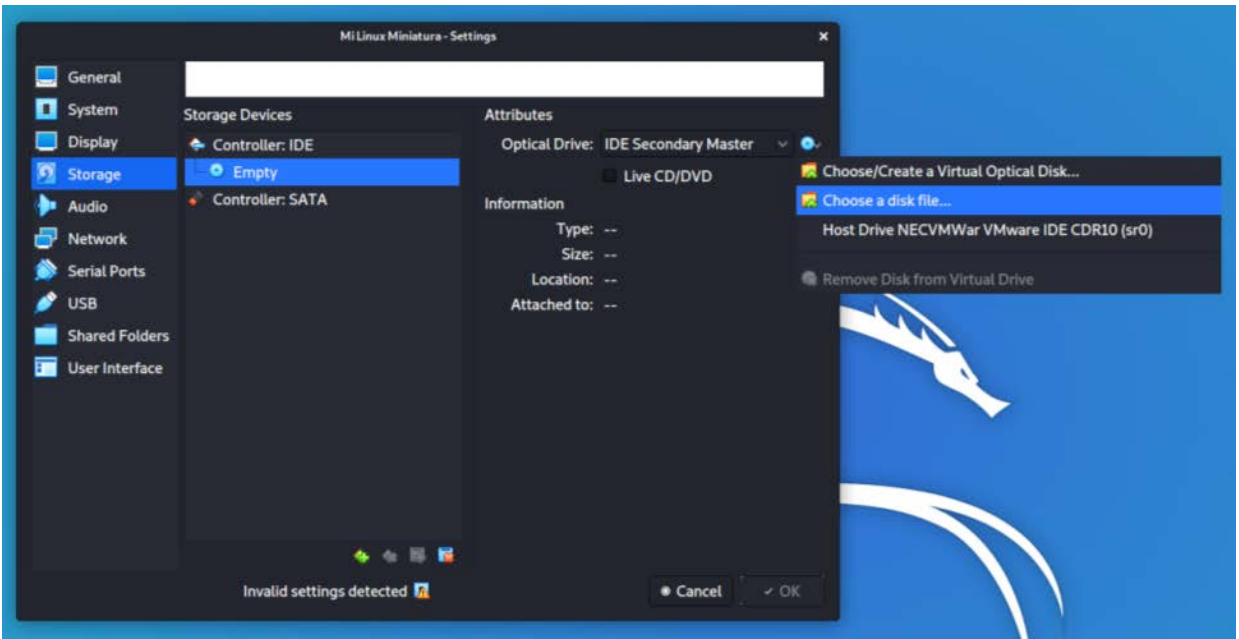 Mi Linux Miniatura - Settings
General
System
Display
Storage
Audio
Network
Serial Ports
USB
Shared Folders
User Interface
Storage Devices
Controller: IDE
Empty
Controller: SATA
Attributes
Optical Drive: IDE Secondary Master
Live CD/DVD
Information
Type: --
Size: --
Location: --
Attached to: --
Choose/Create a Virtual Optical Disk...
Choose a disk file...
Host Drive NECVMWar VMware IDE CDR10 (sr0)
Remove Disk from Virtual Drive
Invalid settings detected
Cancel
OK